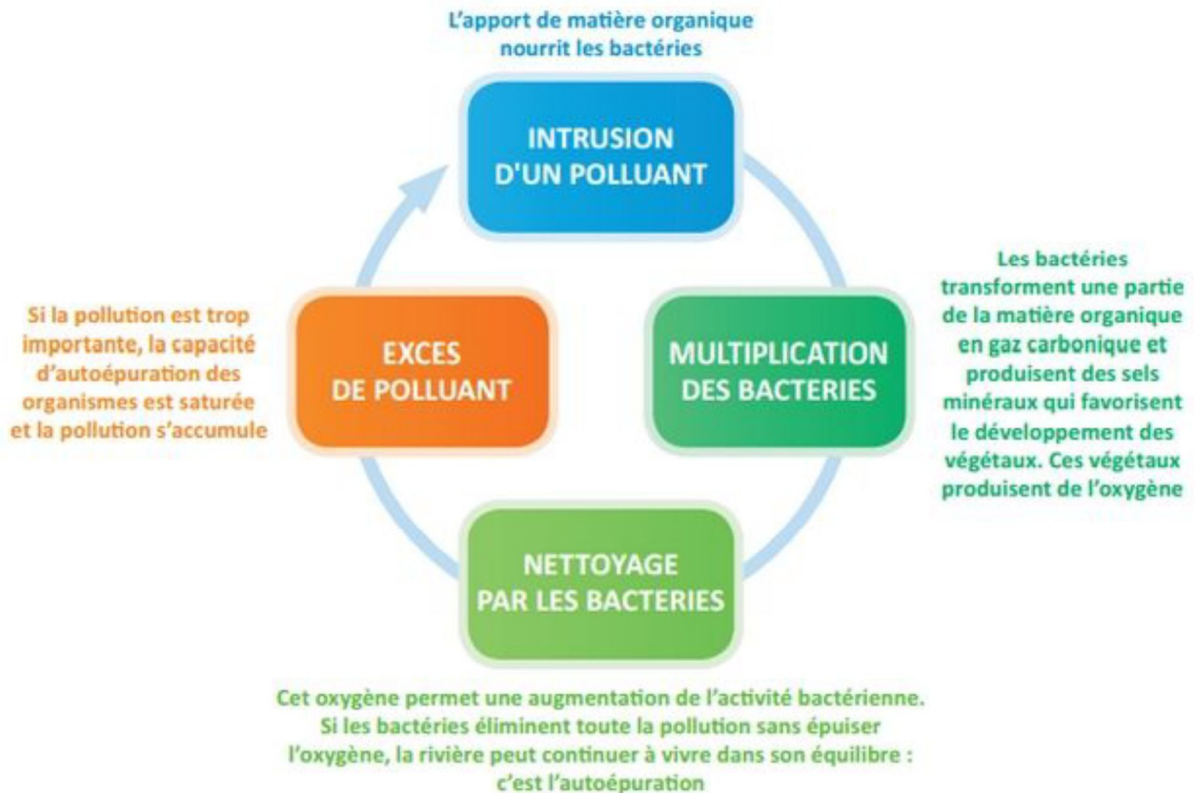 L'apport de matière organique
nourrit les bactéries
INTRUSION
D'UN POLLUANT
Les bactéries
transforment une partie
de la matière organique
en gaz carbonique et
produisent des sels
minéraux qui favorisent
le développement des
végétaux. Ces végétaux
produisent de l'oxygène
MULTIPLICATION
DES BACTERIES
NETTOYAGE
PAR LES BACTERIES
Cet oxygène permet une augmentation de l'activité bactérienne.
Si les bactéries éliminent toute la pollution sans épuiser
l'oxygène, la rivière peut continuer à vivre dans son équilibre :
c'est l'autoépuration
EXCES
DE POLLUANT
Si la pollution est trop
importante, la capacité
d'autoépuration des
organismes est saturée
et la pollution s'accumule